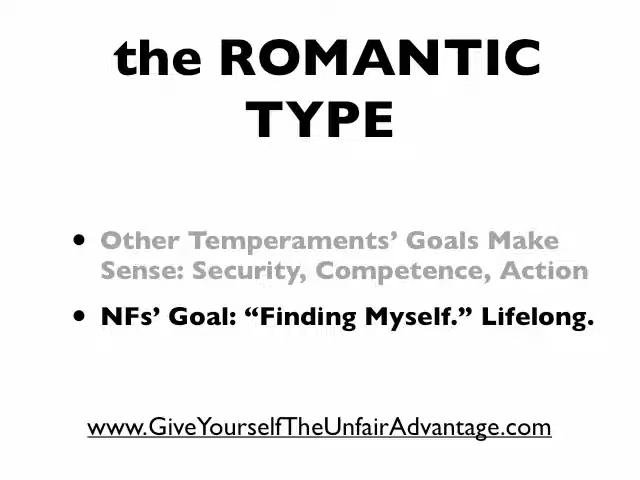 the ROMANTIC
TYPE
• Other Temperaments’ Goals Make
Sense: Security, Competence, Action
• NFs’ Goal: “Finding Myself.” Lifelong.
www.GiveYourselfTheUnfairAdvantage.com